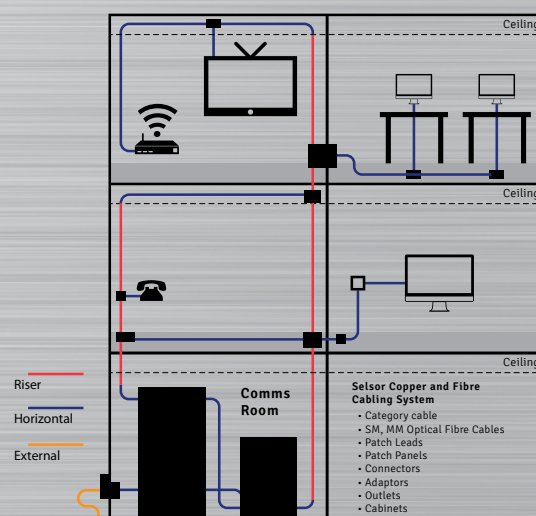 Ceiling
Ceiling
Ceiling
Riser
Horizontal
External
Comms
Room
Selsor Copper and Fibre
Cabling System
• Category cable
• SM, MM Optical Fibre Cables
• Patch Leads
• Patch Panels
• Connectors
• Adaptors
• Outlets
• Cabinets